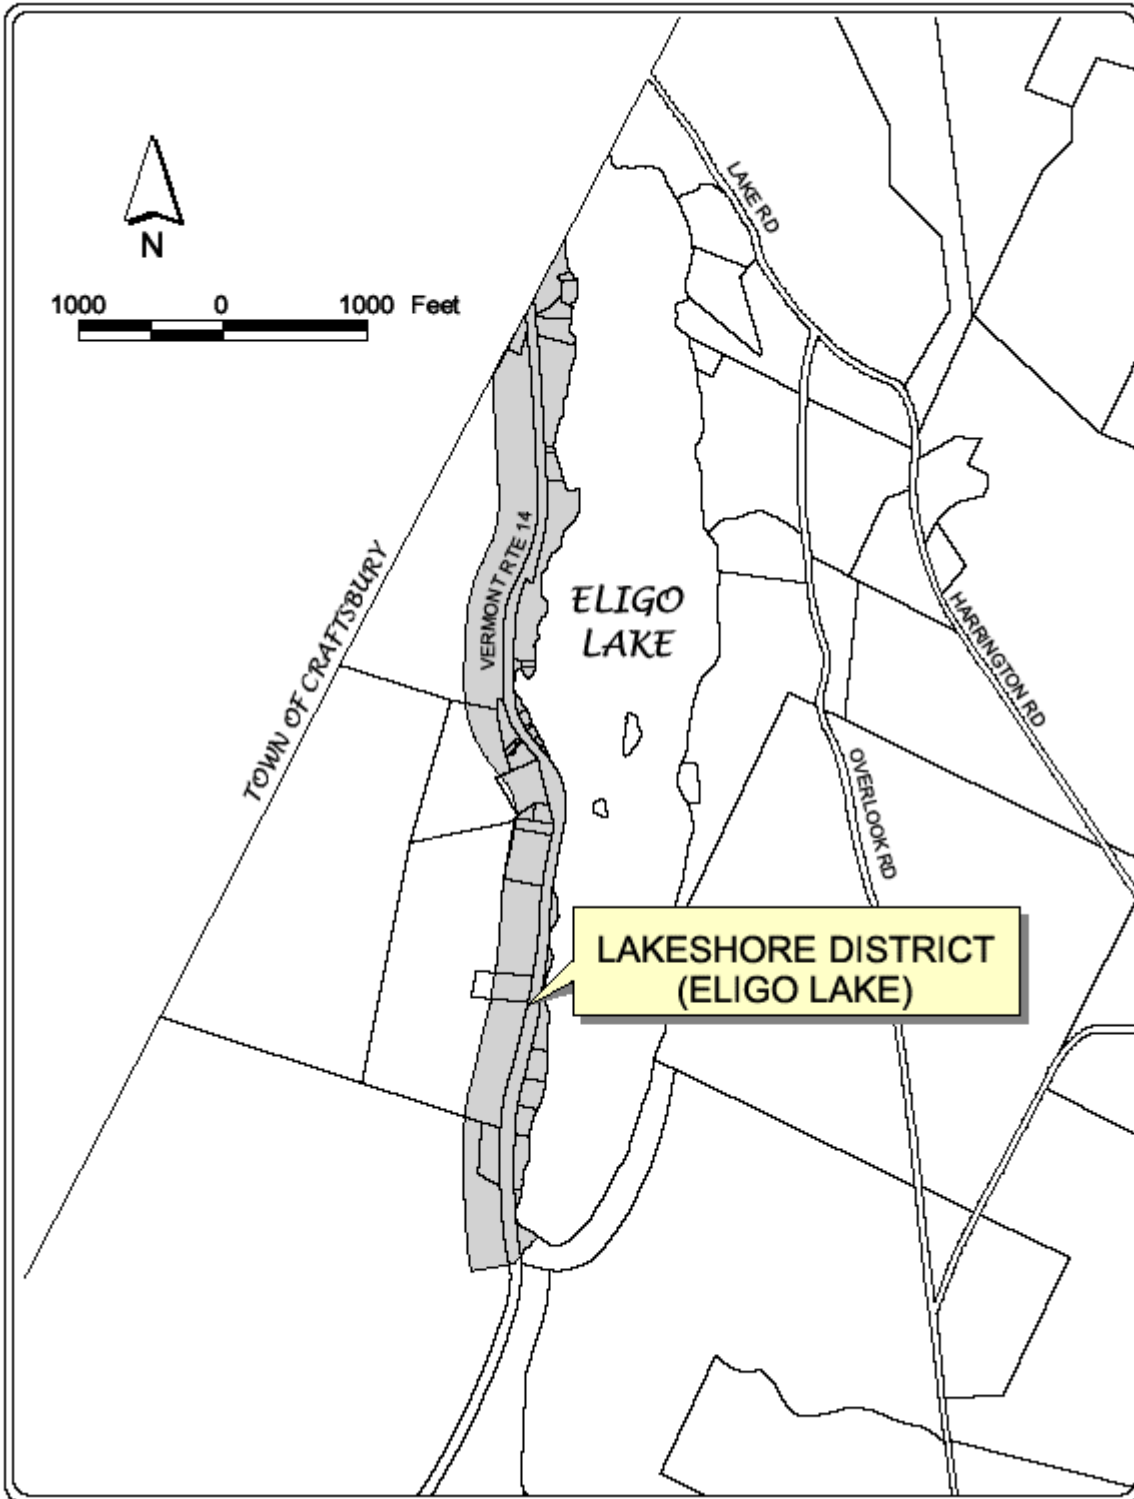 LAKE RD
N
1000 0 1000 Feet
VERMONT RTE 14
TOWN OF CRAFTSBURY
ELIGO
LAKE
HARRINGTON RD
OVERLOOK RD
LAKESHORE DISTRICT
(ELIGO LAKE)